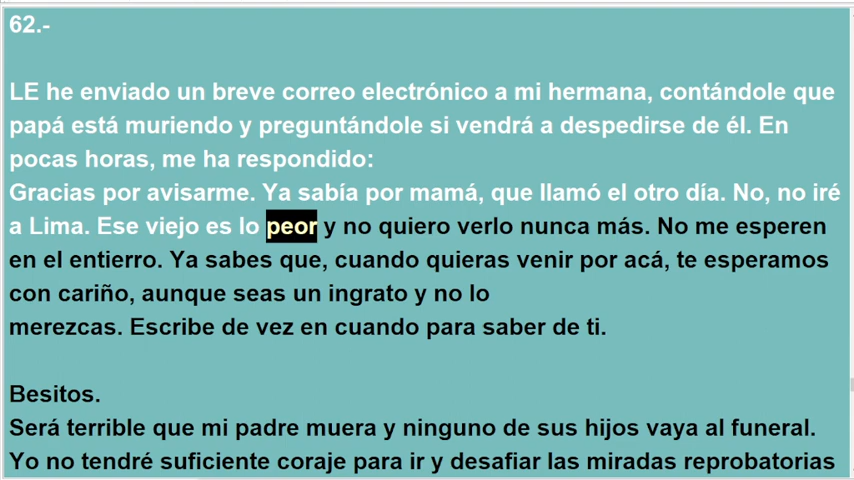 62.-
LE he enviado un breve correo electrónico a mi hermana, contándole que
papá está muriendo y preguntándole si vendrá a despedirse de él. En
pocas horas, me ha respondido:
Gracias por avisarme. Ya sabía por mamá, que llamó el otro día. No, no iré
a Lima. Ese viejo es lo peor y no quiero verlo nunca más. No me esperen
en el entierro. Ya sabes que, cuando quieras venir por acá, te esperamos
con cariño, aunque seas un ingrato y no lo
merezcas. Escribe de vez en cuando para saber de ti.
Besitos.
Será terrible que mi padre muera y ninguno de sus hijos vaya al funeral.
Yo no tendré suficiente coraje para ir y desafiar las miradas reprobatorias